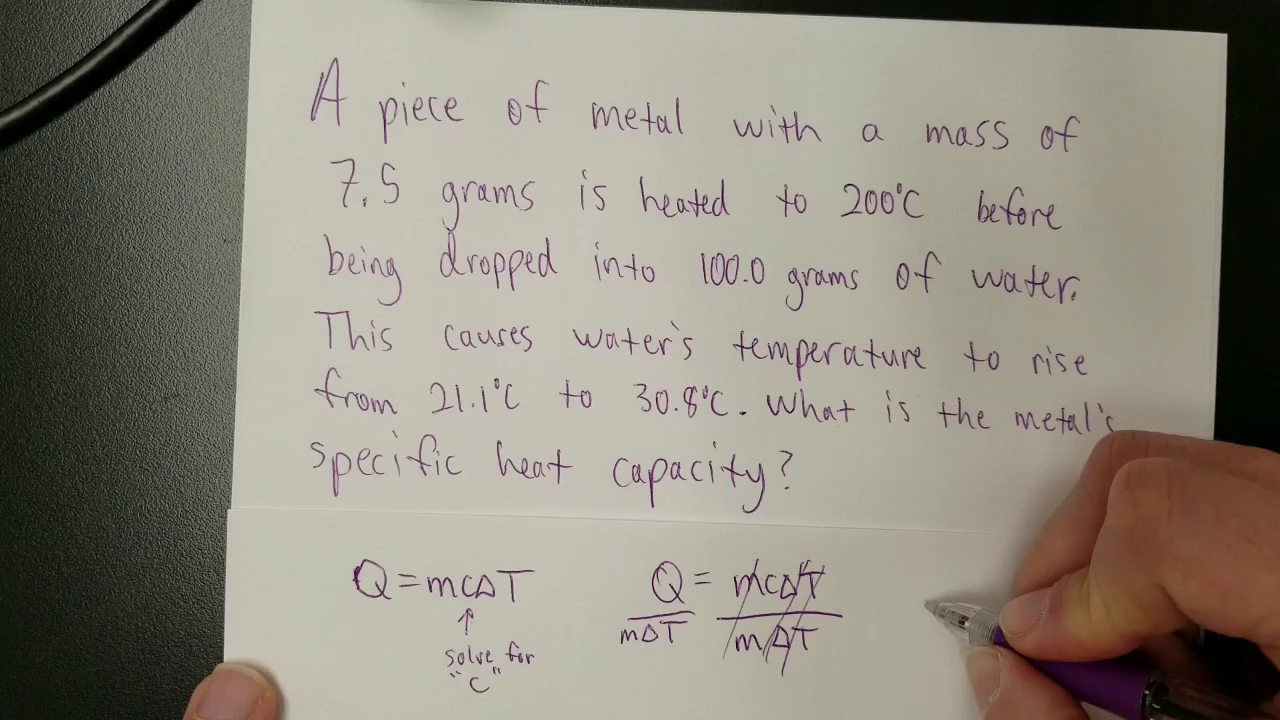 A piece of metal with a mass of
7.5 grams is heated to 200°C before
being dropped into 100.0 grams of water.
This causes water's temperature to rise
from 21.1°C to 30.8°C. What is the metal's
specific heat capacity?
Q = mcΔT
↑
solve for
"c"
Q = mcΔT
mΔT mΔT